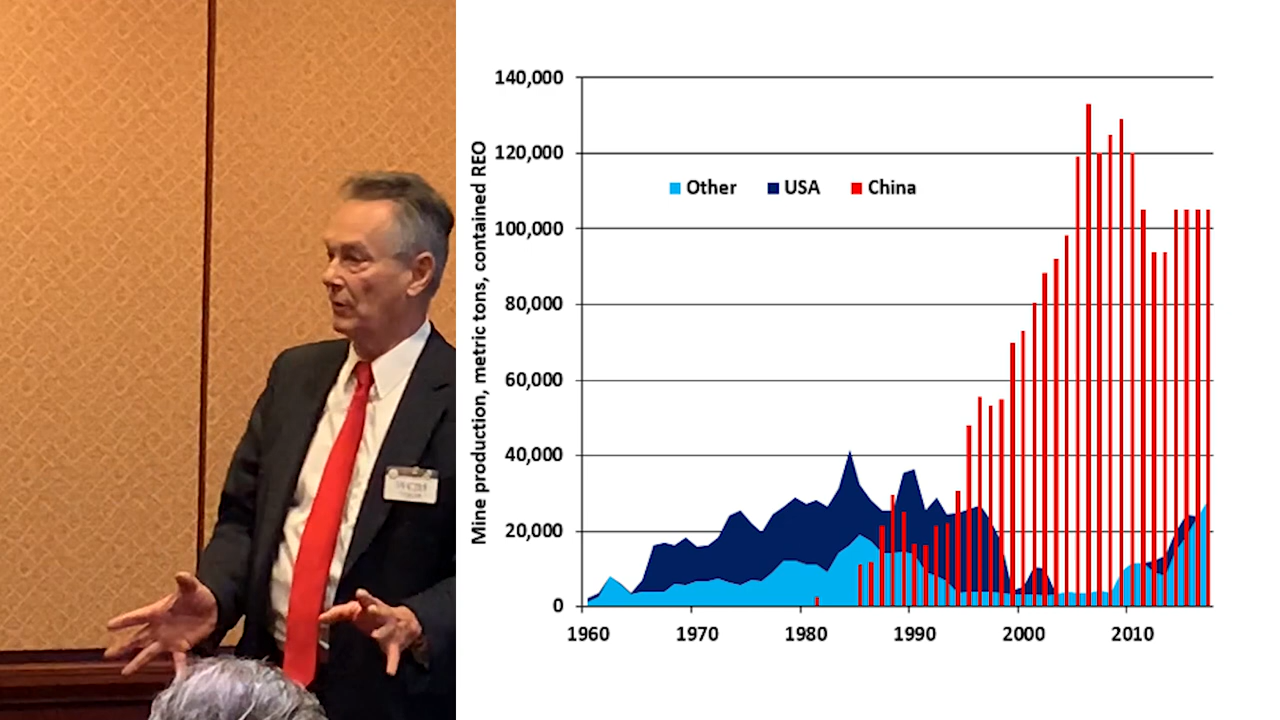 Mine production, metric tons, contained REO
140,000
120,000
100,000
80,000
60,000
40,000
20,000
0
Other USA China
1960 1970 1980 1990 2000 2010